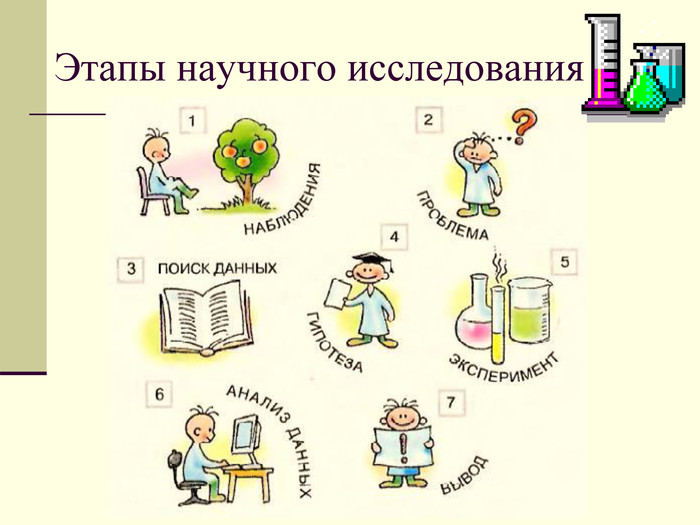 Этапы научного исследования
1
НАБЛЮДЕНИЯ
2
?
ПРОБЛЕМА
3 ПОИСК ДАННЫХ
4
ГИПОТЕЗА
5
ЭКСПЕРИМЕНТ
6
АНАЛИЗ ДАННЫХ
7
!
ВЫВОД